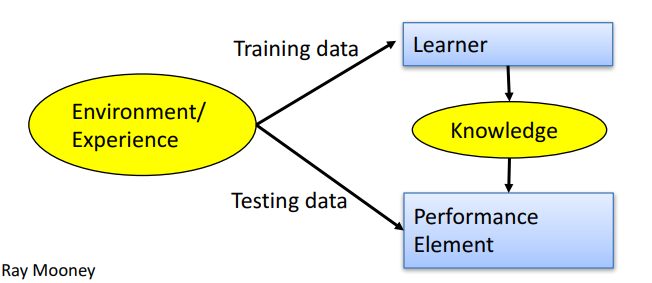 Training data
Learner
Environment/
Experience
Knowledge
Testing data
Performance
Element
Ray Mooney